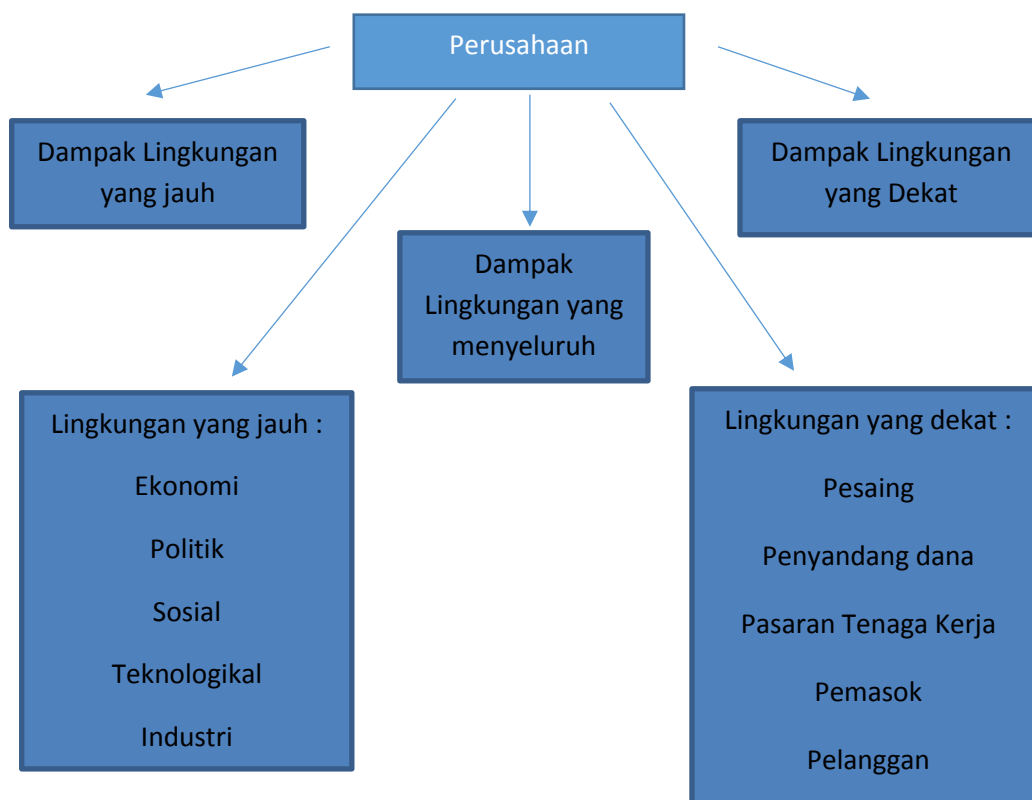 Perusahaan
Dampak Lingkungan
yang jauh
Dampak Lingkungan
yang Dekat
Dampak
Lingkungan yang
menyeluruh
Lingkungan yang jauh :
Ekonomi
Politik
Sosial
Teknologikal
Industri
Lingkungan yang dekat :
Pesaing
Penyandang dana
Pasaran Tenaga Kerja
Pemasok
Pelanggan